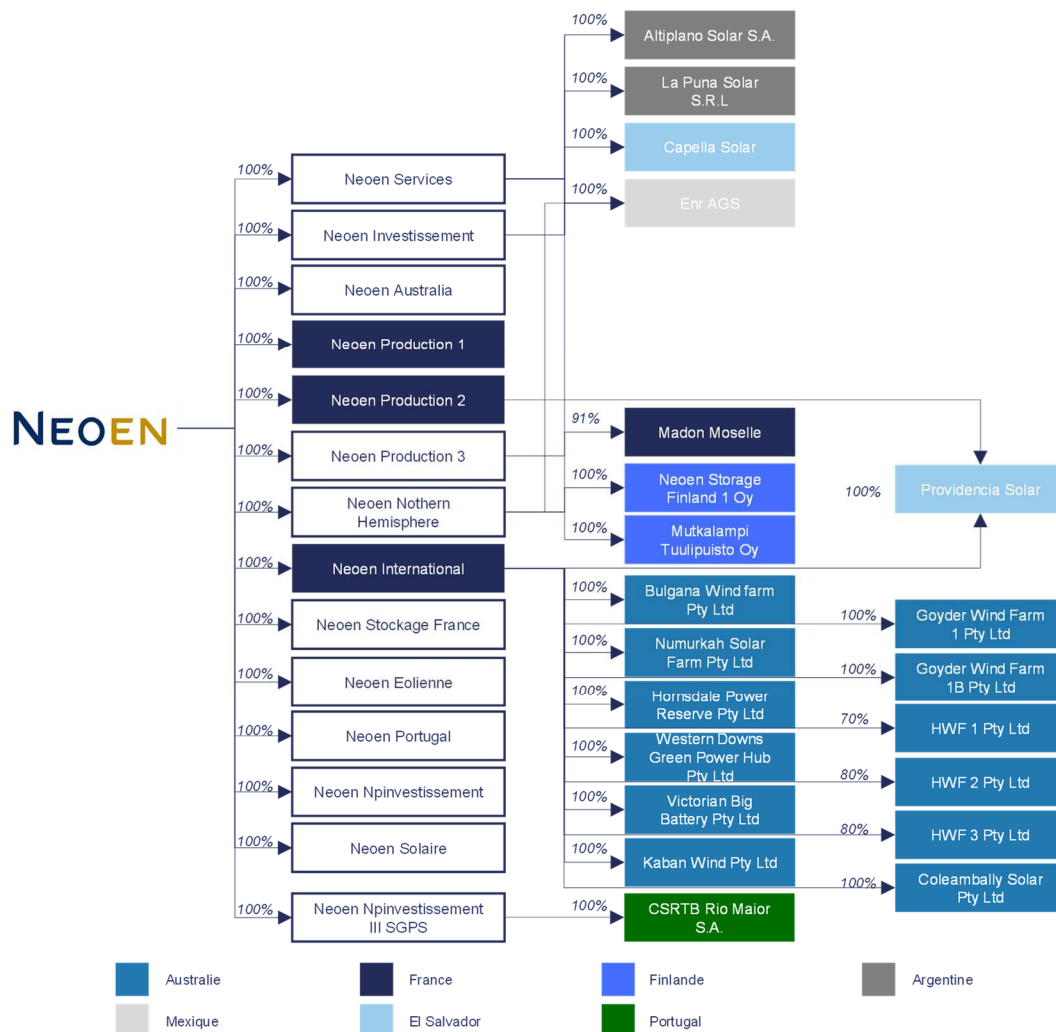 NEOEN
100%
Neoen Services
100%
Neoen Investissement
100%
Neoen Australia
100%
Neoen Production 1
100%
Neoen Production 2
100%
Neoen Production 3
100%
Neoen Nothern
Hemisphere
100%
Neoen International
100%
Neoen Stockage France
100%
Neoen Eolienne
100%
Neoen Portugal
100%
Neoen Npinvestissement
100%
Neoen Solaire
100%
Neoen Npinvestissement
III SGPS
100%
Altiplano Solar S.A.
100%
La Puna Solar
S.R.L
100%
Capella Solar
100%
Enr AGS
91%
Madon Moselle
100%
Neoen Storage
Finland 1 Oy
100%
Mutkalampi
Tuulipuisto Oy
100%
Bulgana Wind farm
Pty Ltd
100%
Numurkah Solar
Farm Pty Ltd
100%
Hornsdale Power
Reserve Pty Ltd
100%
Western Downs
Green Power Hub
Pty Ltd
100%
Victorian Big
Battery Pty Ltd
100%
Kaban Wind Pty Ltd
100%
CSRTB Rio Maior
S.A.
100%
Providencia Solar
100%
Goyder Wind Farm
1 Pty Ltd
100%
Goyder Wind Farm
1B Pty Ltd
70%
HWF 1 Pty Ltd
80%
HWF 2 Pty Ltd
80%
HWF 3 Pty Ltd
100%
Coleambally Solar
Pty Ltd
Australie
France
Finlande
Argentine
Mexique
El Salvador
Portugal